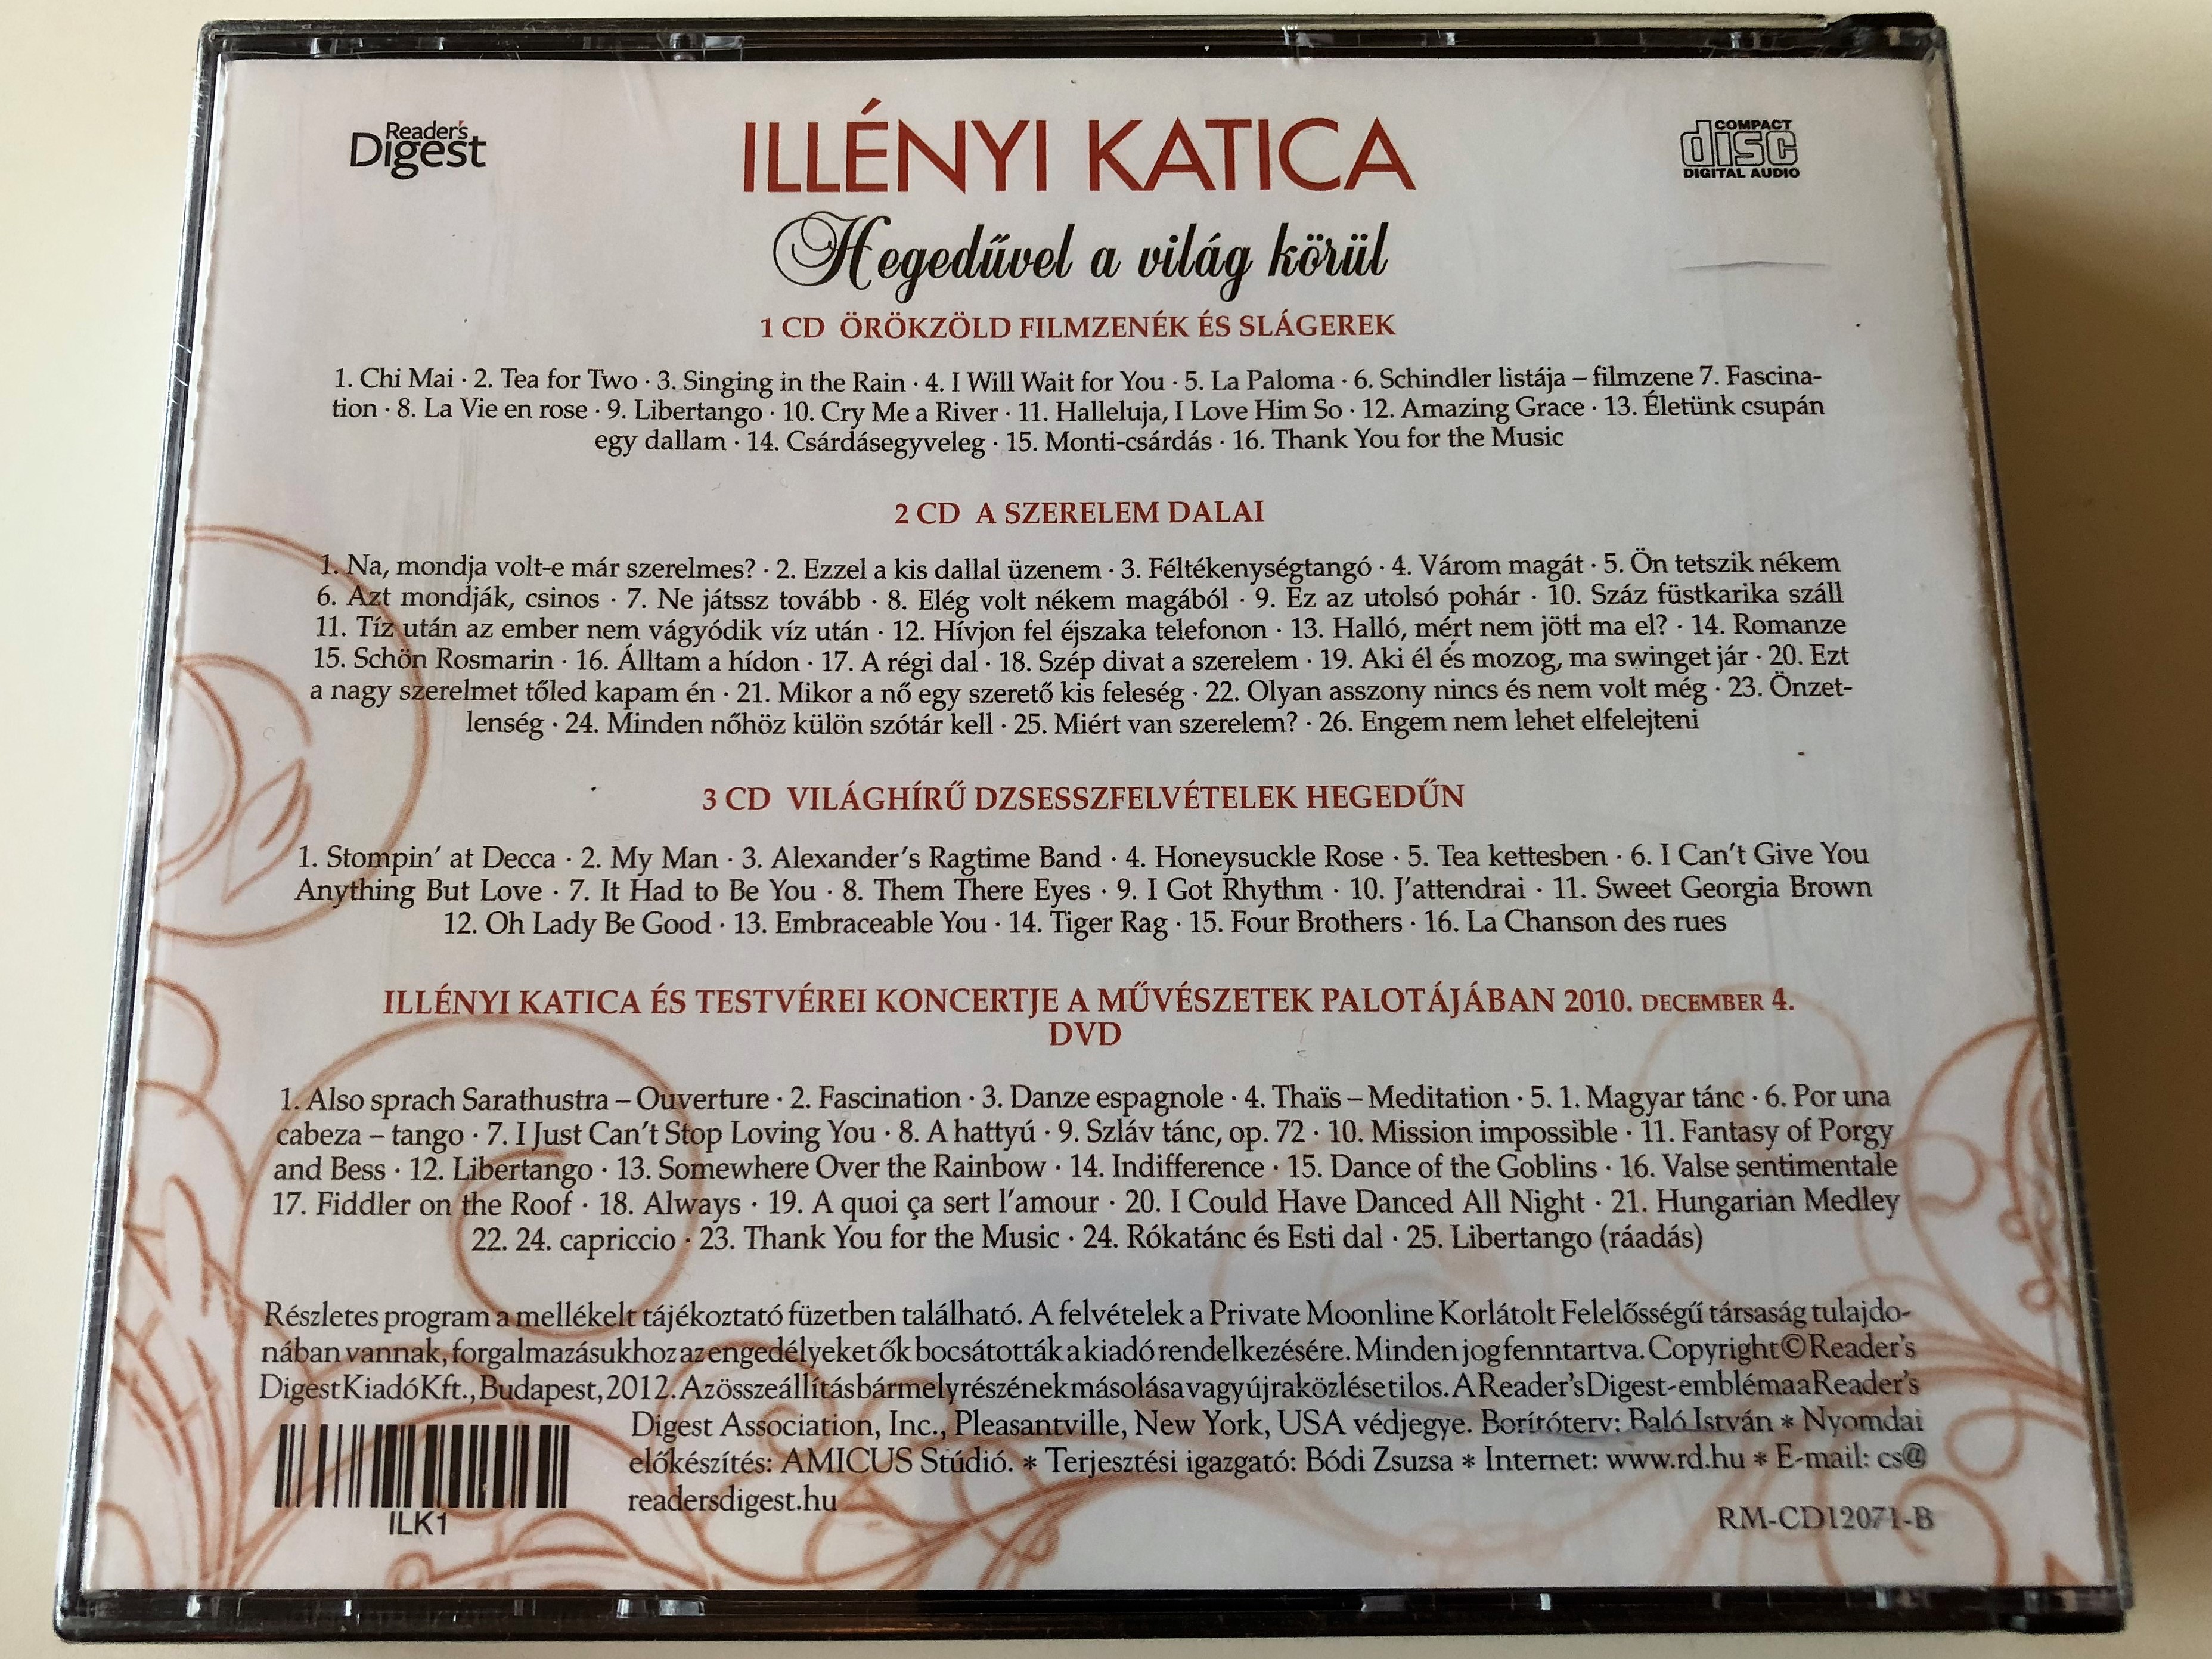 Reader's
Digest
ILLÉNYI KATICA
COMPACT
disc
DIGITAL AUDIO
Hegedűvel a világ körül
1 CD ÖRÖKZÖLD FILMZENÉK ÉS SLÁGEREK
1. Chi Mai · 2. Tea for Two · 3. Singing in the Rain · 4. I Will Wait for You · 5. La Paloma · 6. Schindler listája – filmzene 7. Fascina-
tion · 8. La Vie en rose · 9. Libertango · 10. Cry Me a River · 11. Halleluja, I Love Him So · 12. Amazing Grace · 13. Életünk csupán
egy dallam · 14. Csárdásegyveleg · 15. Monti-csárdás · 16. Thank You for the Music
2 CD A SZERELEM DALAI
1. Na, mondja volt-e már szerelmes? · 2. Ezzel a kis dallal üzenem · 3. Féltékenységtangó · 4. Várom magát · 5. Ön tetszik nékem
6. Azt mondják, csinos · 7. Ne játssz tovább · 8. Elég volt nékem magából · 9. Ez az utolsó pohár · 10. Száz füstkarika száll
11. Tíz után az ember nem vágyódik víz után · 12. Hívjon fel éjszaka telefonon · 13. Halló, mért nem jött ma el? · 14. Romanze
15. Schön Rosmarin · 16. Álltam a hídon · 17. A régi dal · 18. Szép divat a szerelem · 19. Aki él és mozog, ma swinget jár · 20. Ezt
a nagy szerelmet tőled kapam én · 21. Mikor a nő egy szerető kis feleség · 22. Olyan asszony nincs és nem volt még · 23. Önzet-
lenség · 24. Minden nőhöz külön szótár kell · 25. Miért van szerelem? · 26. Engem nem lehet elfelejteni
3 CD VILÁGHÍRŰ DZSESSZFELVÉTELEK HEGEDŰN
1. Stompin' at Decca · 2. My Man · 3. Alexander's Ragtime Band · 4. Honeysuckle Rose · 5. Tea kettesben · 6. I Can't Give You
Anything But Love · 7. It Had to Be You · 8. Them There Eyes · 9. I Got Rhythm · 10. J'attendrai · 11. Sweet Georgia Brown
12. Oh Lady Be Good · 13. Embraceable You · 14. Tiger Rag · 15. Four Brothers · 16. La Chanson des rues
ILLÉNYI KATICA ÉS TESTVÉREI KONCERTJE A MŰVÉSZETEK PALOTÁJÁBAN 2010. DECEMBER 4.
DVD
1. Also sprach Sarathustra – Ouverture · 2. Fascination · 3. Danze espagnole · 4. Thaïs – Meditation · 5. 1. Magyar tánc · 6. Por una
cabeza – tango · 7. I Just Can't Stop Loving You · 8. A hattyú · 9. Szláv tánc, op. 72 · 10. Mission impossible · 11. Fantasy of Porgy
and Bess · 12. Libertango · 13. Somewhere Over the Rainbow · 14. Indifference · 15. Dance of the Goblins · 16. Valse sentimentale
17. Fiddler on the Roof · 18. Always · 19. A quoi ça sert l'amour · 20. I Could Have Danced All Night · 21. Hungarian Medley
22. 24. capriccio · 23. Thank You for the Music · 24. Rókatánc és Esti dal · 25. Libertango (ráadás)
Részletes program a mellékelt tájékoztató füzetben található. A felvételek a Private Moonline Korlátolt Felelősségű társaság tulajdo-
nában vannak, forgalmazásukhoz az engedélyeket ők bocsátották a kiadó rendelkezésére. Minden jog fenntartva. Copyright © Reader's
Digest Kiadó Kft., Budapest, 2012. Az összeállítás bármely részének másolása vagy újraközlése tilos. A Reader's Digest-embléma a Reader's
Digest Association, Inc., Pleasantville, New York, USA védjegye. Borítóterv: Baló István * Nyomdai
előkészítés: AMICUS Stúdió. * Terjesztési igazgató: Bódi Zsuzsa * Internet: www.rd.hu * E-mail: cs@
readersdigest.hu
ILK1
RM-CD12071-B